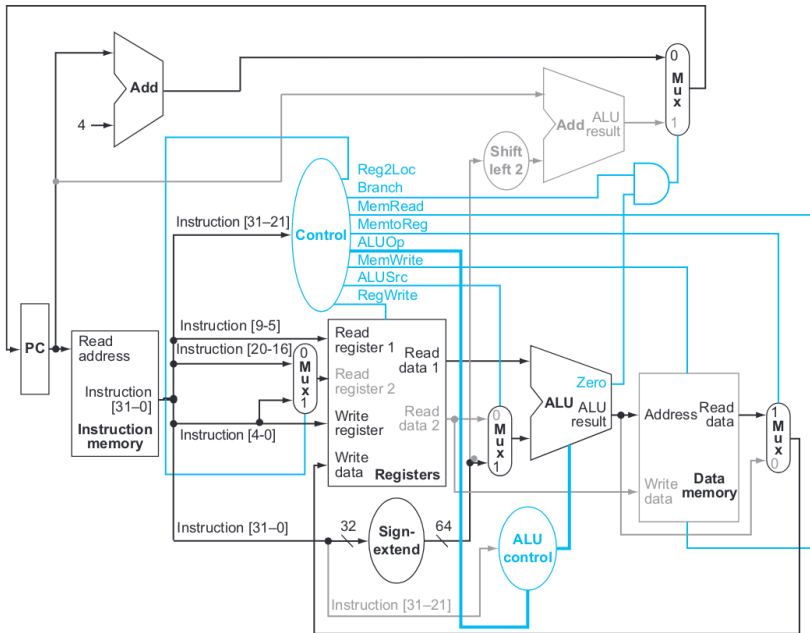 Add
4
0
Mux
1
Add
ALU
result
Shift
left 2
Reg2Loc
Branch
MemRead
MemtoReg
ALUOp
MemWrite
ALUSrc
RegWrite
Instruction [31–21]
Control
PC
Read
address
Instruction
[31–0]
Instruction
memory
Instruction [9-5]
Instruction [20-16]
Instruction [4-0]
0
Mux
1
Read
register 1
Read
register 2
Write
register
Write
data
Read
data 1
Read
data 2
Registers
0
Mux
1
Zero
ALU
ALU
result
Address
Read
data
Write
data
Data
memory
1
Mux
0
Instruction [31–0]
32
Sign-
extend
64
ALU
control
Instruction [31–21]